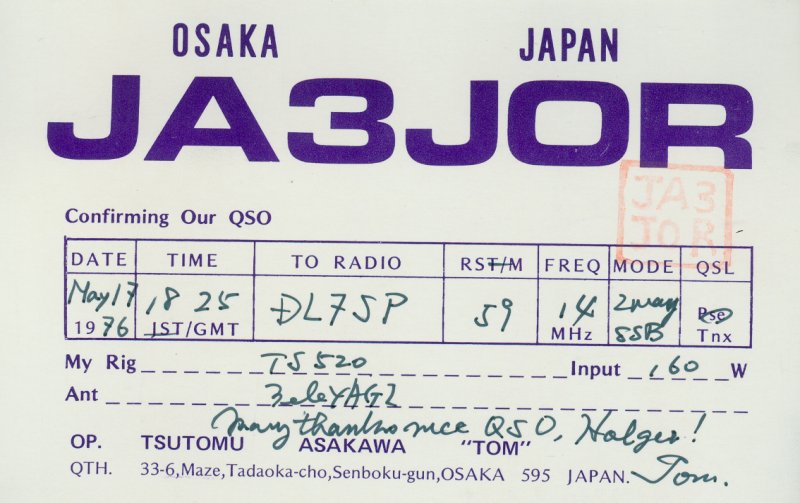 OSAKA JAPAN
JA3JOR
JA3
JOR
Confirming Our QSO
DATE TIME TO RADIO RST/M FREQ MODE QSL
May 17 18 25 DL7SP 59 14 2way Pse
1976 JST/GMT MHz SSB Tnx
My Rig TS520 Input 160 W
Ant 3eleYAGI
Many thanks nice QSO, Holger!
OP. TSUTOMU ASAKAWA "TOM"
QTH. 33-6,Maze,Tadaoka-cho,Senboku-gun,OSAKA 595 JAPAN. Tom.